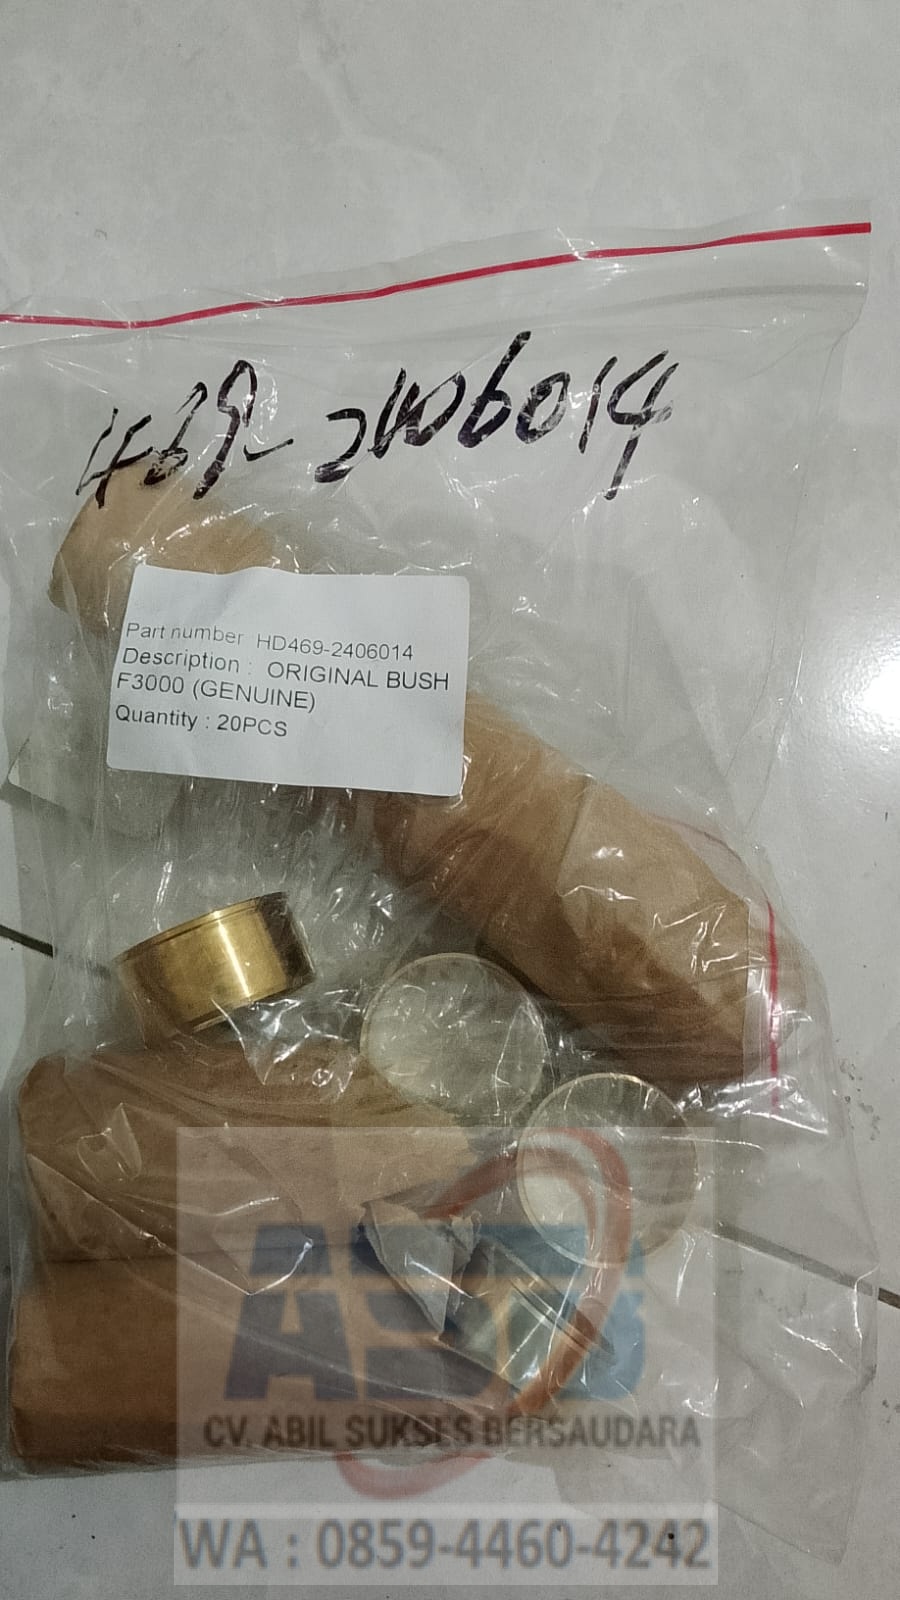 469-2406014
Part number HD469-2406014
Description : ORIGINAL BUSH
F3000 (GENUINE)
Quantity : 20PCS
ASB
CV. ABIL SUKSES BERSAUDARA
WA : 0859-4460-4242